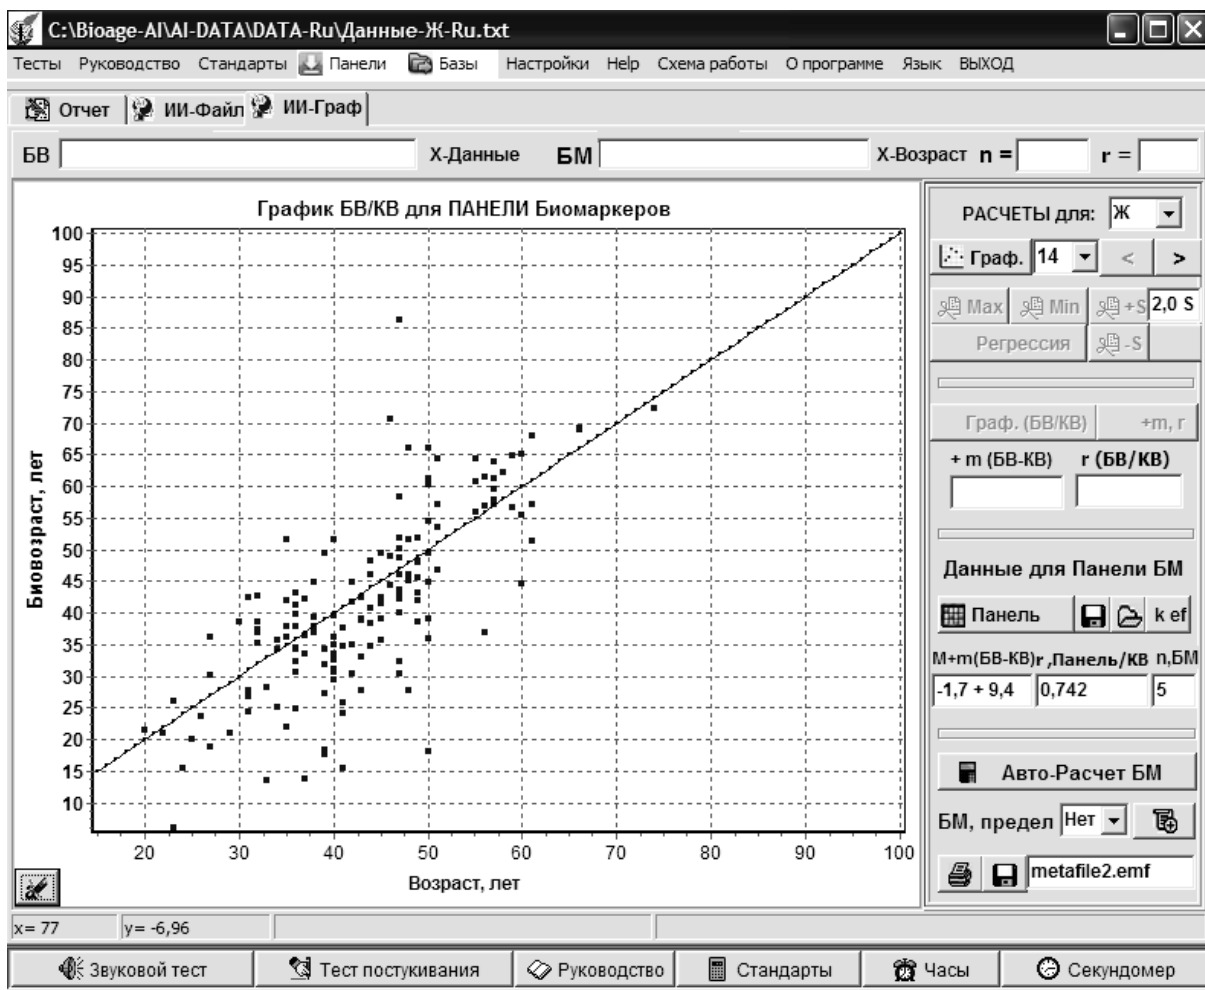 C:\Bioage-AI\AI-DATA\DATA-Ru\Данные-Ж-Ru.txt
Тесты Руководство Стандарты Панели Базы Настройки Help Схема работы О программе Язык ВЫХОД
Отчет ИИ-Файл ИИ-Граф
БВ X-Данные БМ X-Возраст n = r =
График БВ/КВ для ПАНЕЛИ Биомаркеров
100
95
90
85
80
75
70
65
60
55
50
45
40
35
30
25
20
15
10
Биовозраст, лет
20 30 40 50 60 70 80 90 100
Возраст, лет
РАСЧЕТЫ для: Ж
Граф. 14 < >
Max Min +S 2,0 S
Регрессия -S
Граф. (БВ/КВ) +m, r
+ m (БВ-КВ) r (БВ/КВ)
Данные для Панели БМ
Панель k ef
M+m(БВ-КВ) r ,Панель/КВ n,БМ
-1,7 + 9,4 0,742 5
Авто-Расчет БМ
БМ, предел Нет
metafile2.emf
x= 77 y= -6,96
Звуковой тест Тест постукивания Руководство Стандарты Часы Секундомер